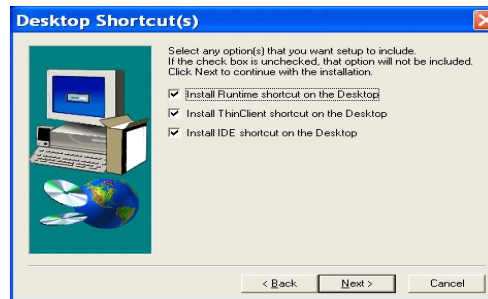 Desktop Shortcut(s)
Select any option(s) that you want setup to include.
If the check box is unchecked, that option will not be included.
Click Next to continue with the installation.
Install Runtime shortcut on the Desktop
Install ThinClient shortcut on the Desktop
Install IDE shortcut on the Desktop
< Back Next > Cancel